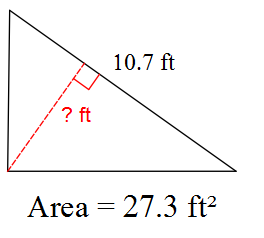 10.7 ft
? ft
Area = 27.3 ft²